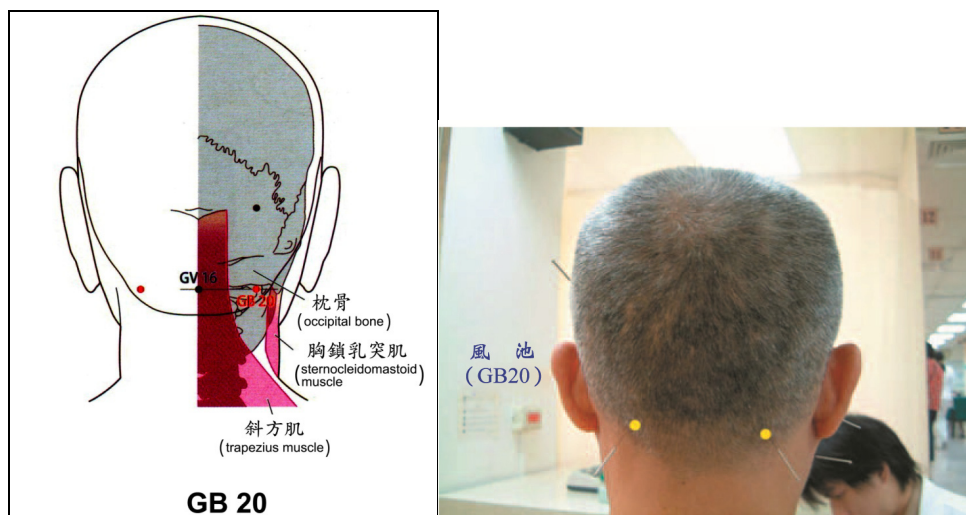 GV 16
GB 20
枕骨
(occipital bone)
胸鎖乳突肌
(sternocleidomastoid
muscle
斜方肌
(trapezius muscle)
GB 20
風 池
(GB20)